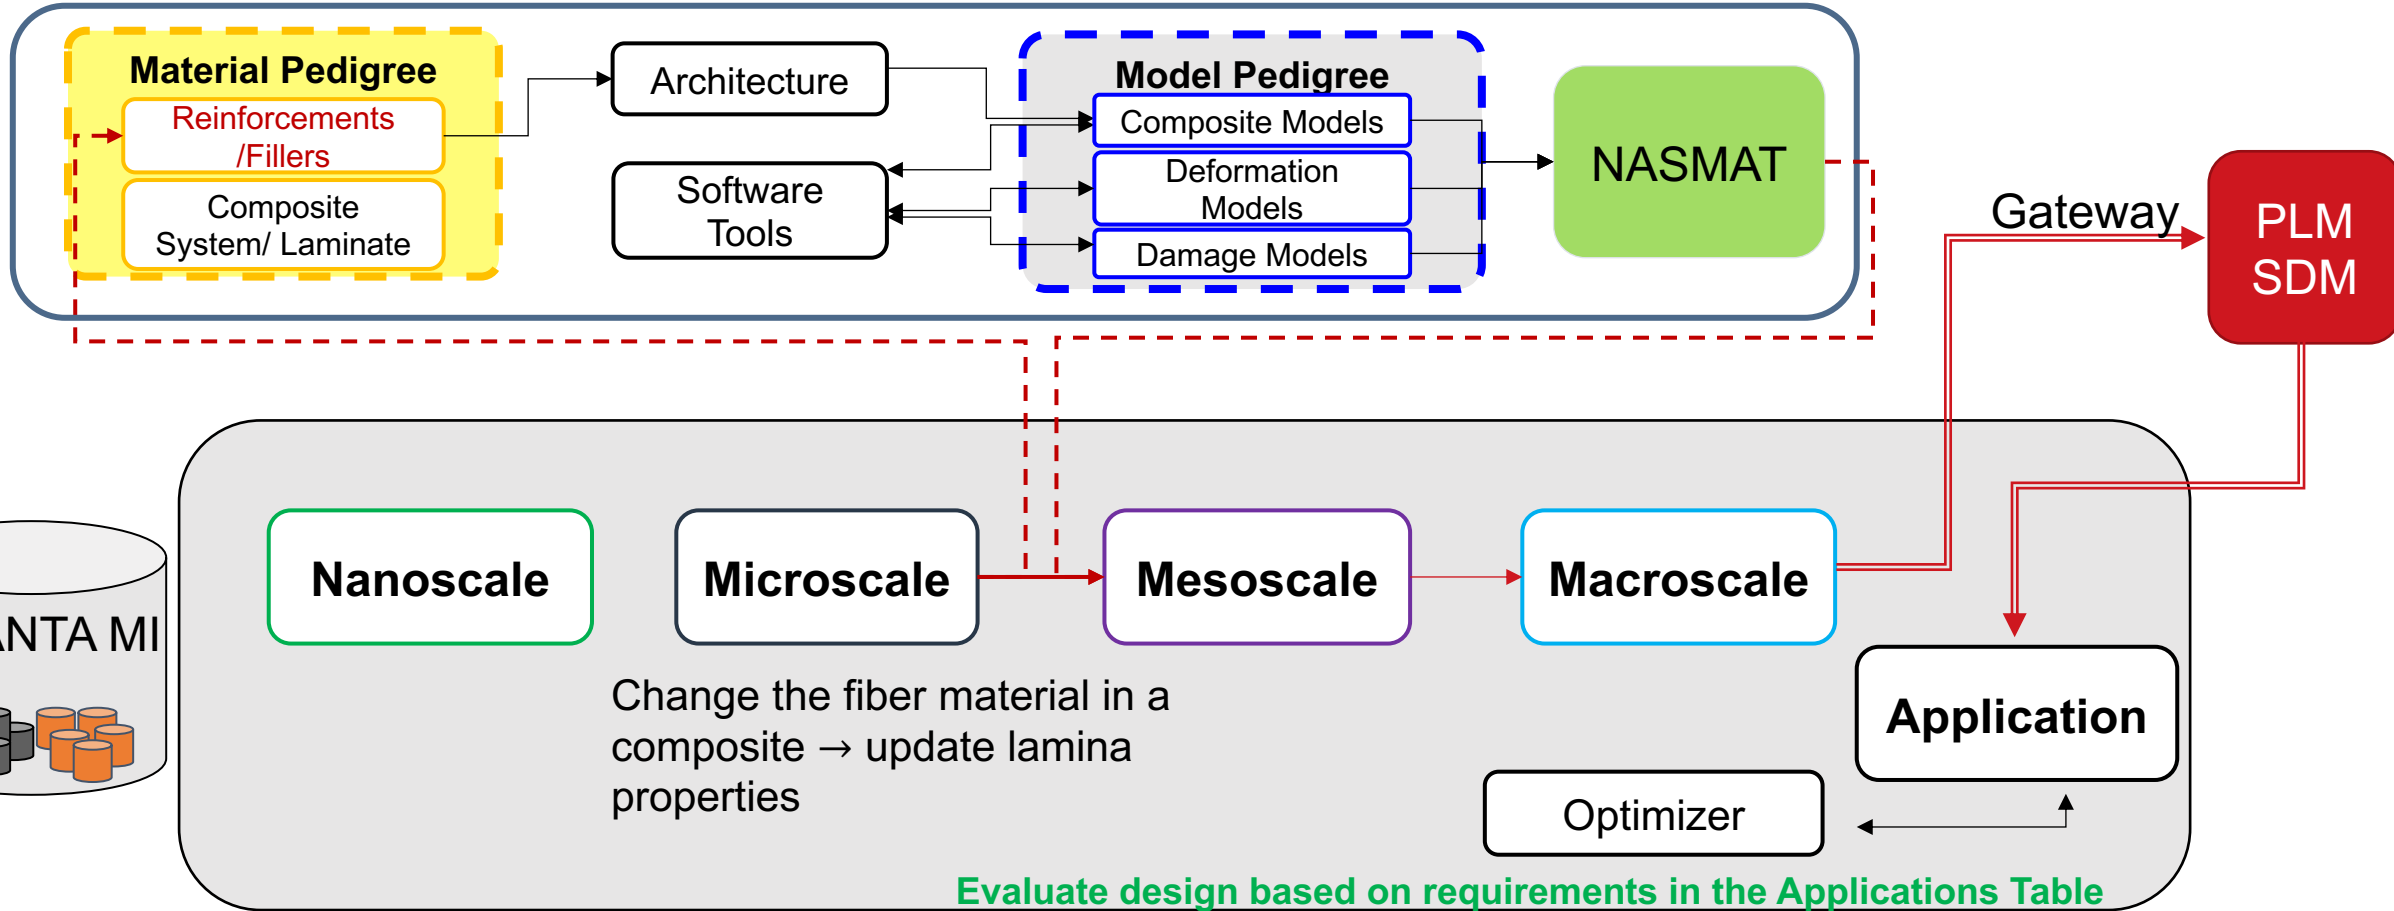 Material Pedigree
Reinforcements
/Fillers
Composite
System/ Laminate
Architecture
Software
Tools
Model Pedigree
Composite Models
Deformation
Models
Damage Models
NASMAT
Gateway
PLM
SDM
ANTA MI
Nanoscale
Microscale
Mesoscale
Macroscale
Change the fiber material in a
composite → update lamina
properties
Application
Optimizer
Evaluate design based on requirements in the Applications Table